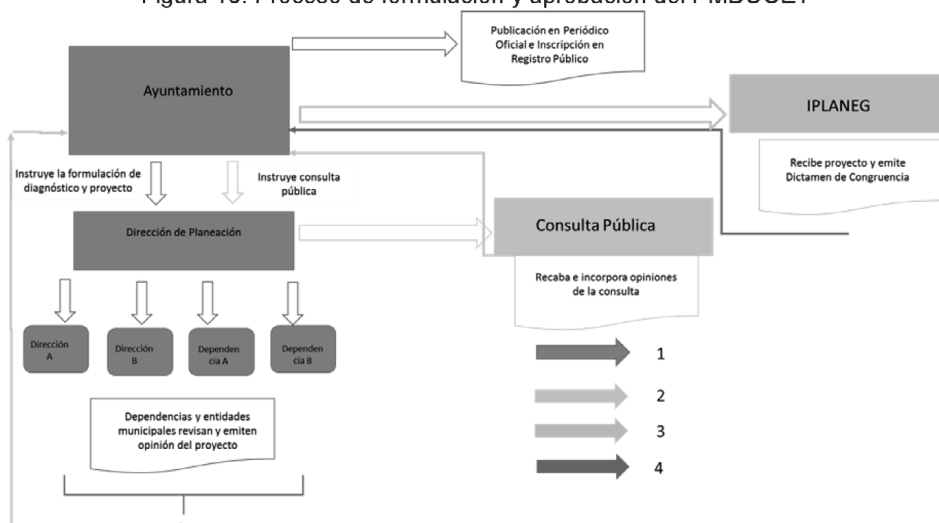 Publicación en Periódico
Oficial e Inscripción en
Registro Público
Ayuntamiento
IPLANEG
Recibe proyecto y emite
Dictamen de Congruencia
Instruye la formulación de
diagnóstico y proyecto
Instruye consulta
pública
Dirección de Planeación
Consulta Pública
Recaba e incorpora opiniones
de la consulta
Dirección
A
Dirección
B
Dependen
cia A
Dependen
cia B
Dependencias y entidades
municipales revisan y emiten
opinión del proyecto
1
2
3
4